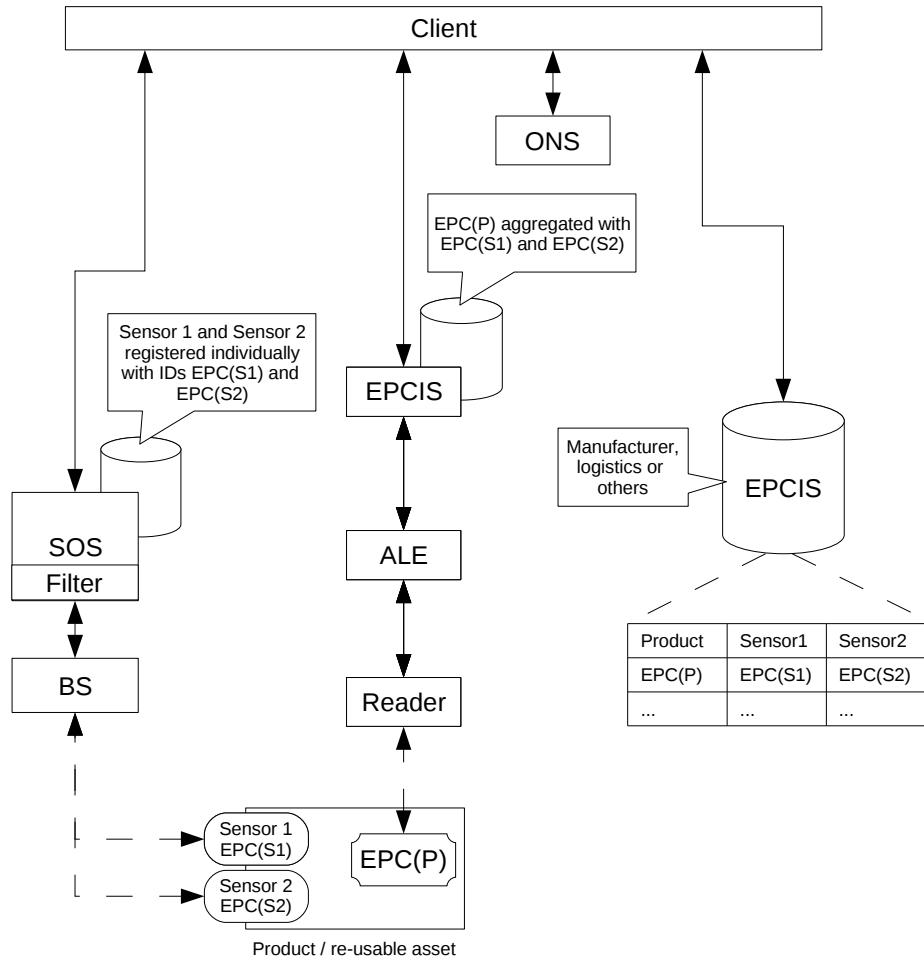 Client
ONS
EPC(P) aggregated with
EPC(S1) and EPC(S2)
Sensor 1 and Sensor 2
registered individually
with IDs EPC(S1) and
EPC(S2)
EPCIS
Manufacturer,
logistics or
others
EPCIS
SOS
Filter
ALE
Product Sensor1 Sensor2
EPC(P) EPC(S1) EPC(S2)
... ... ...
BS
Reader
Sensor 1
EPC(S1)
EPC(P)
Sensor 2
EPC(S2)
Product / re-usable asset